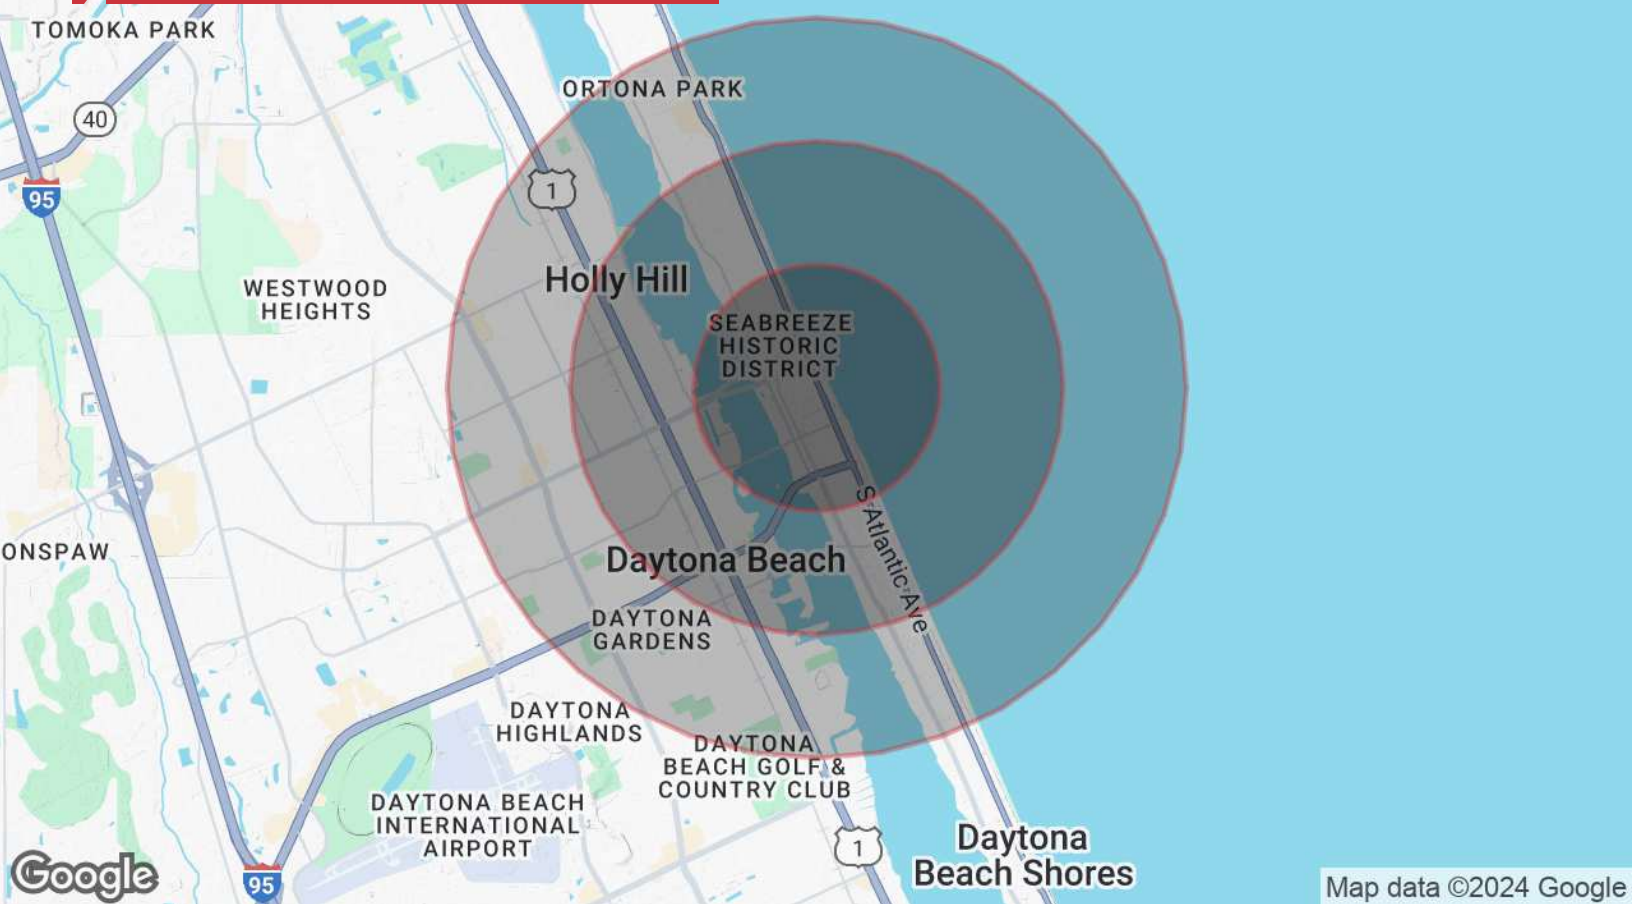 TOMOKA PARK
ORTONA PARK
40
95
1
WESTWOOD
HEIGHTS
Holly Hill
SEABREEZE
HISTORIC
DISTRICT
S Atlantic Ave
ONSPAW
Daytona Beach
DAYTONA
GARDENS
DAYTONA
HIGHLANDS
DAYTONA
BEACH GOLF &
COUNTRY CLUB
DAYTONA BEACH
INTERNATIONAL
AIRPORT
1
Daytona
Beach Shores
95
Google
Map data ©2024 Google